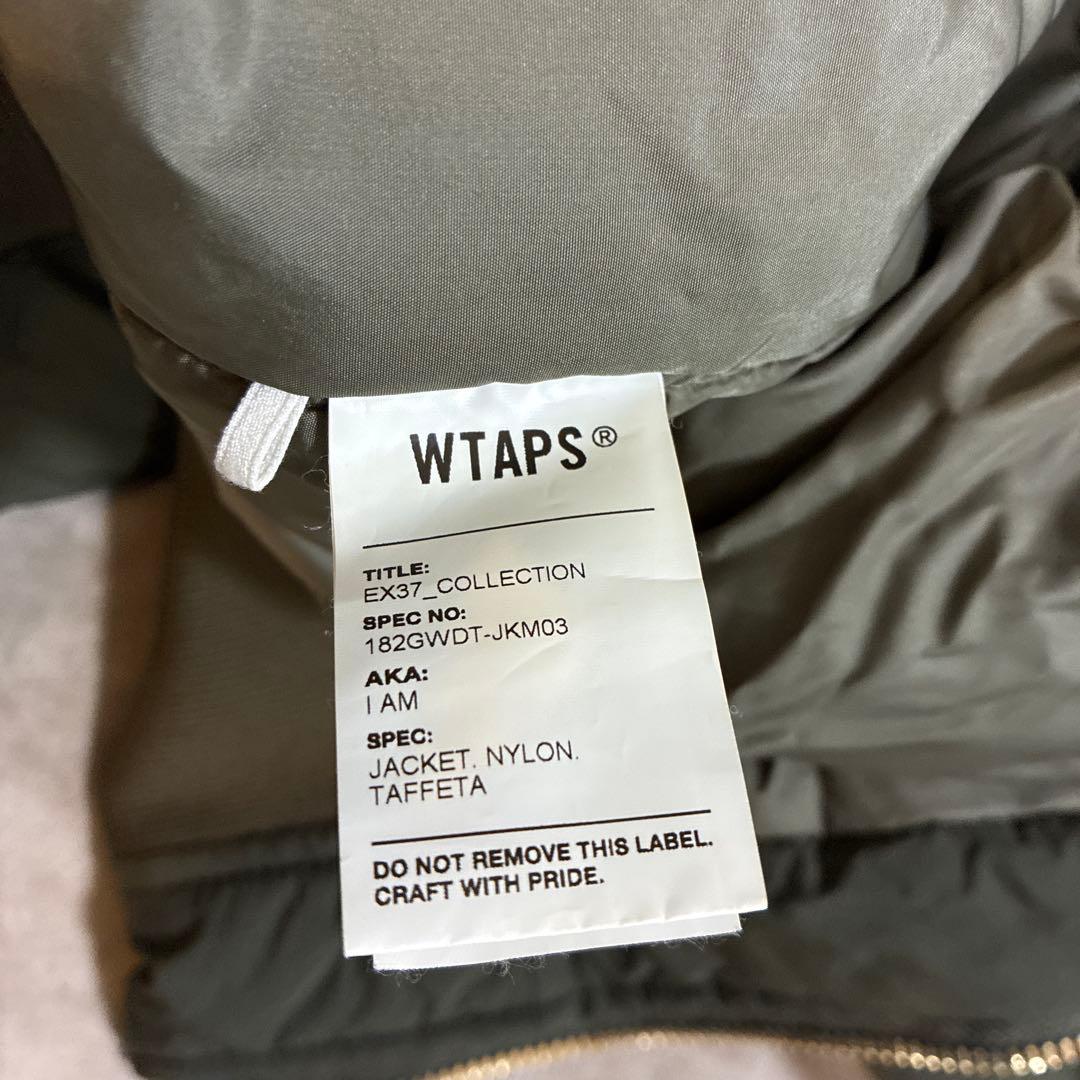 WTAPS®
TITLE:
EX37_COLLECTION
SPEC NO:
182GWDT-JKM03
AKA:
I AM
SPEC:
JACKET. NYLON.
TAFFETA
DO NOT REMOVE THIS LABEL.
CRAFT WITH PRIDE.